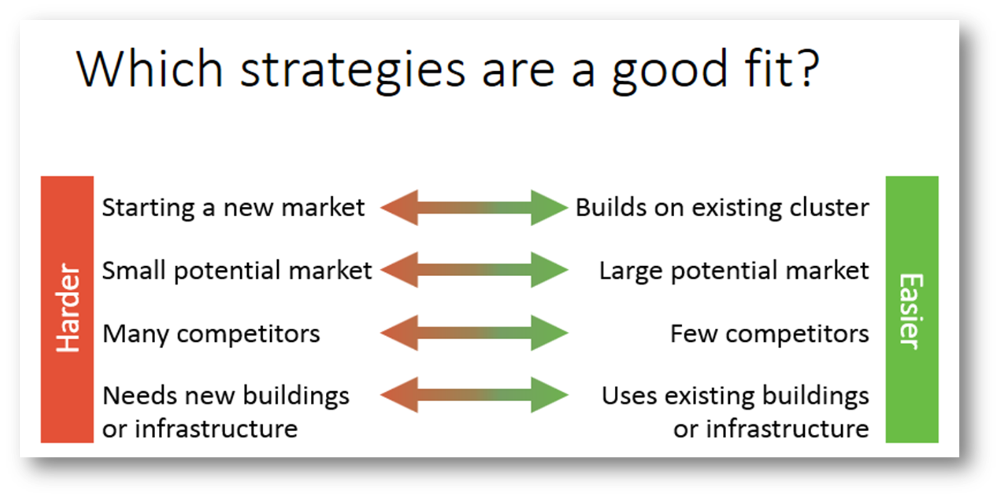 Which strategies are a good fit?
Harder
Starting a new market
Builds on existing cluster
Small potential market
Large potential market
Many competitors
Few competitors
Needs new buildings
or infrastructure
Uses existing buildings
or infrastructure
Easier